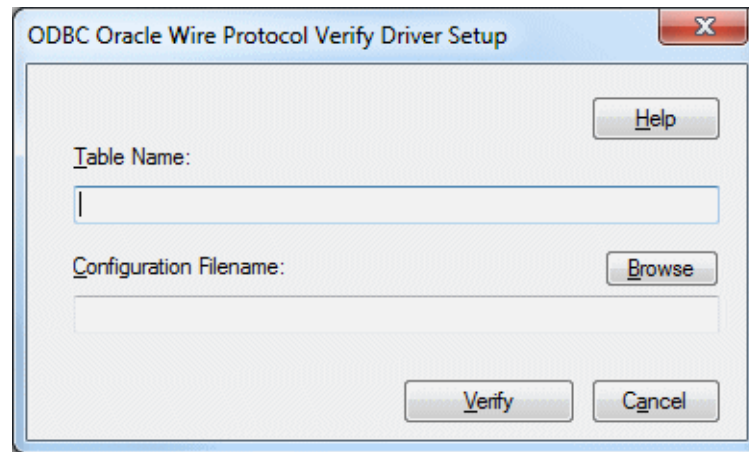 ODBC Oracle Wire Protocol Verify Driver Setup
Help
Table Name:
Configuration Filename:
Browse
Verify
Cancel